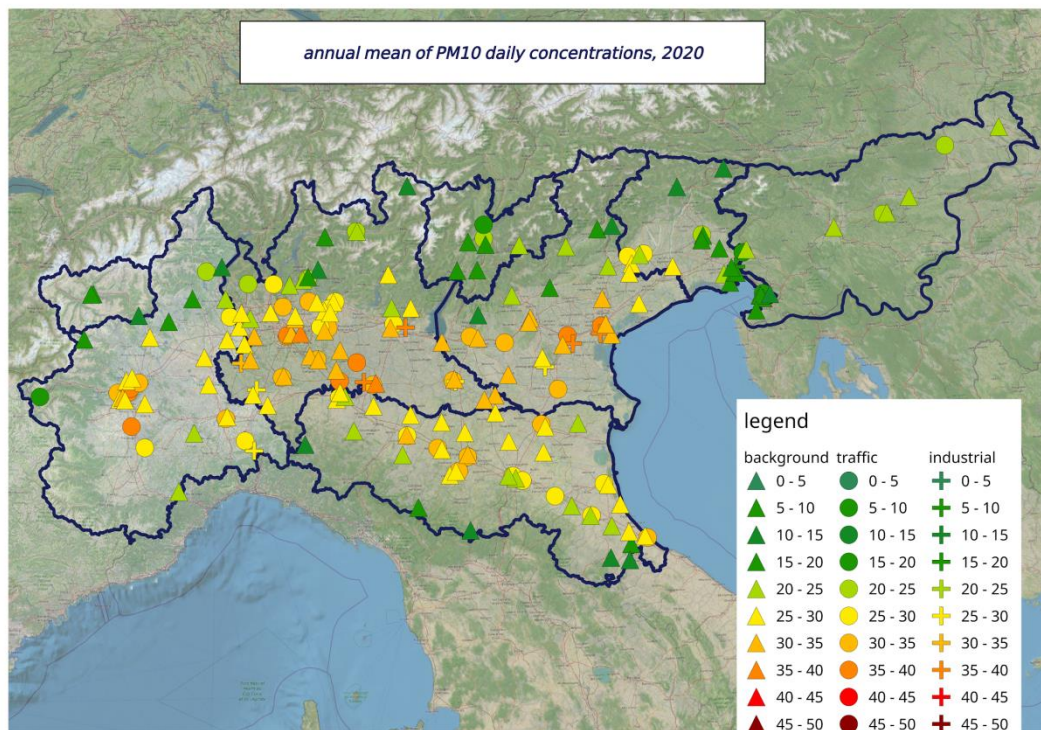 annual mean of PM10 daily concentrations, 2020
legend
background traffic industrial
0 - 5 0 - 5 0 - 5
5 - 10 5 - 10 5 - 10
10 - 15 10 - 15 10 - 15
15 - 20 15 - 20 15 - 20
20 - 25 20 - 25 20 - 25
25 - 30 25 - 30 25 - 30
30 - 35 30 - 35 30 - 35
35 - 40 35 - 40 35 - 40
40 - 45 40 - 45 40 - 45
45 - 50 45 - 50 45 - 50